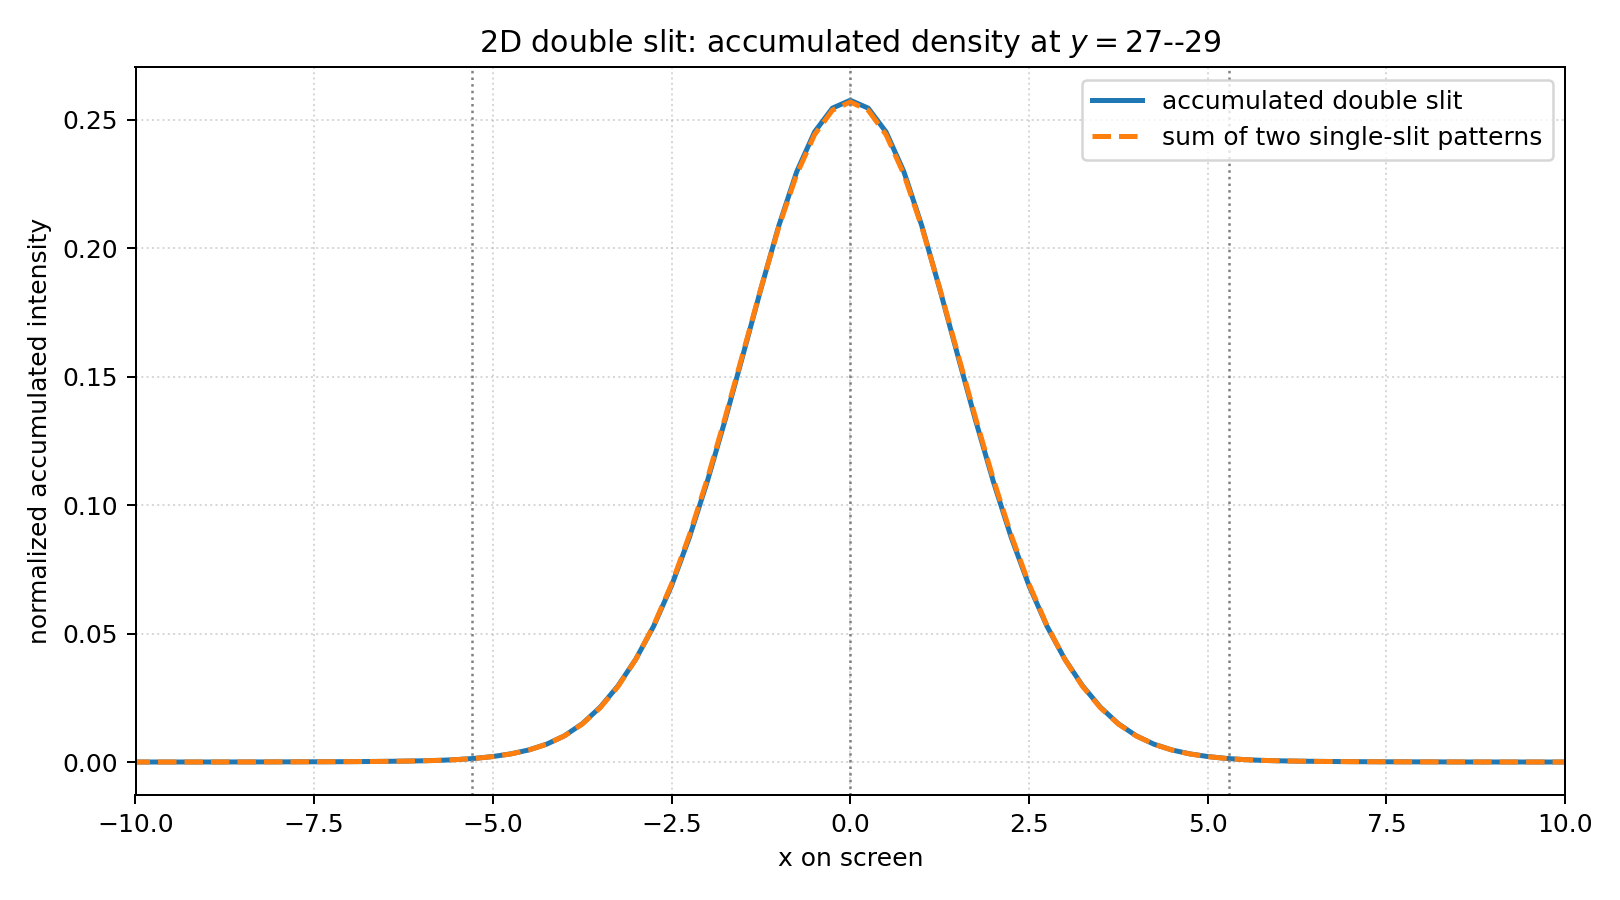 2D double slit: accumulated density at y = 27--29
accumulated double slit
sum of two single-slit patterns
normalized accumulated intensity
0.25
0.20
0.15
0.10
0.05
0.00
−10.0 −7.5 −5.0 −2.5 0.0 2.5 5.0 7.5 10.0
x on screen